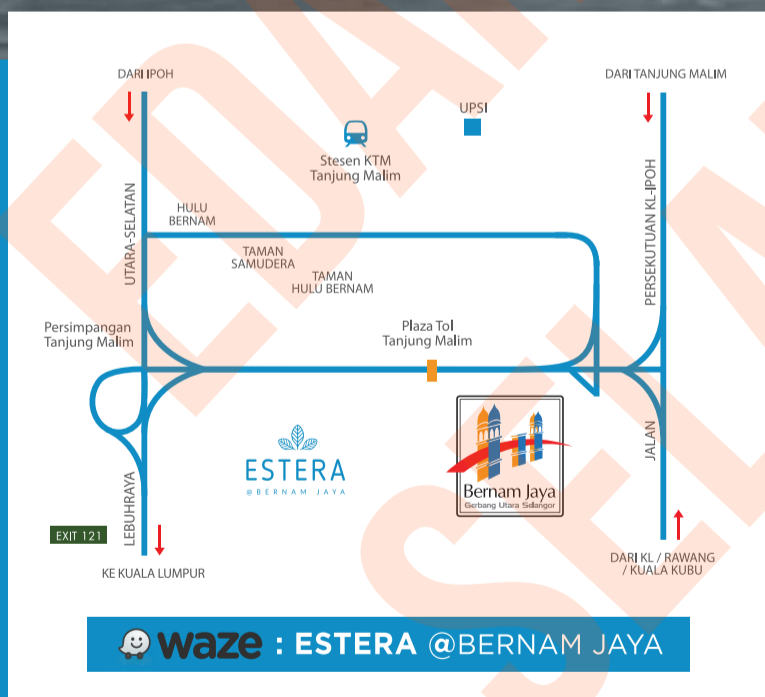 DARI IPOH
DARI TANJUNG MALIM
UPSI
Stesen KTM
Tanjung Malim
UTARA-SELATAN
PERSEKUTUAN KL-IPOH
HULU
BERNAM
TAMAN
SAMUDERA
TAMAN
HULU BERNAM
Persimpangan
Tanjung Malim
Plaza Tol
Tanjung Malim
ESTERA
@BERNAM JAYA
Bernam Jaya
Gerbang Utara Selangor
JALAN
LEBUHRAYA
EXIT 121
KE KUALA LUMPUR
DARI KL / RAWANG
/ KUALA KUBU
waze : ESTERA @BERNAM JAYA